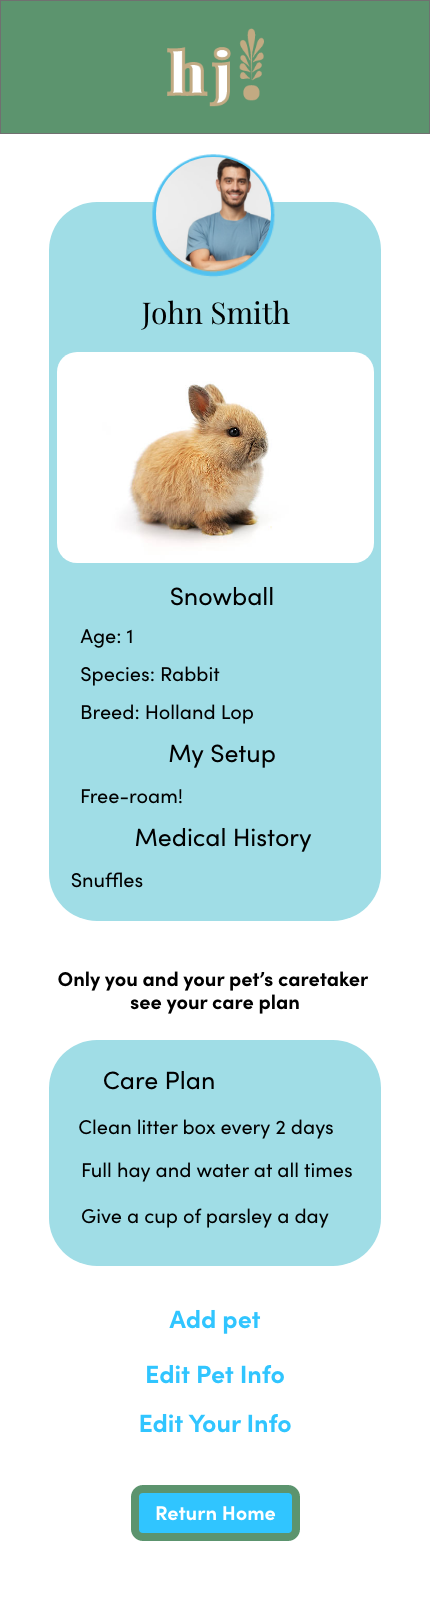 hj!
John Smith
Snowball
Age: 1
Species: Rabbit
Breed: Holland Lop
My Setup
Free-roam!
Medical History
Snuffles
Only you and your pet’s caretaker
see your care plan
Care Plan
Clean litter box every 2 days
Full hay and water at all times
Give a cup of parsley a day
Add pet
Edit Pet Info
Edit Your Info
Return Home